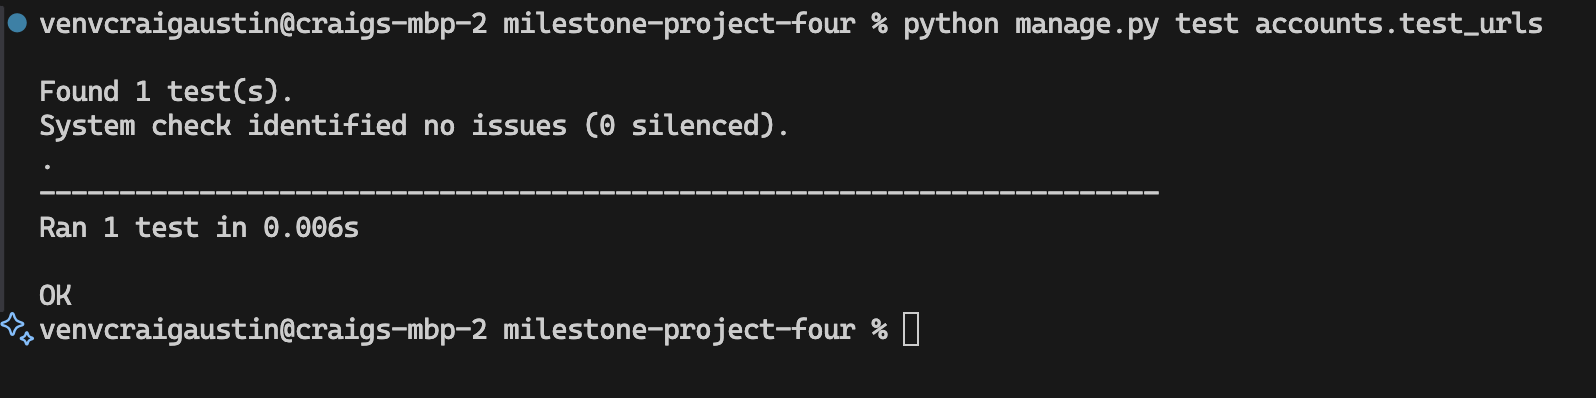 venvcraigaustin@craigs-mbp-2 milestone-project-four % python manage.py test accounts.test_urls
Found 1 test(s).
System check identified no issues (0 silenced).
.
----------------------------------------------------------------------
Ran 1 test in 0.006s
OK
venvcraigaustin@craigs-mbp-2 milestone-project-four %